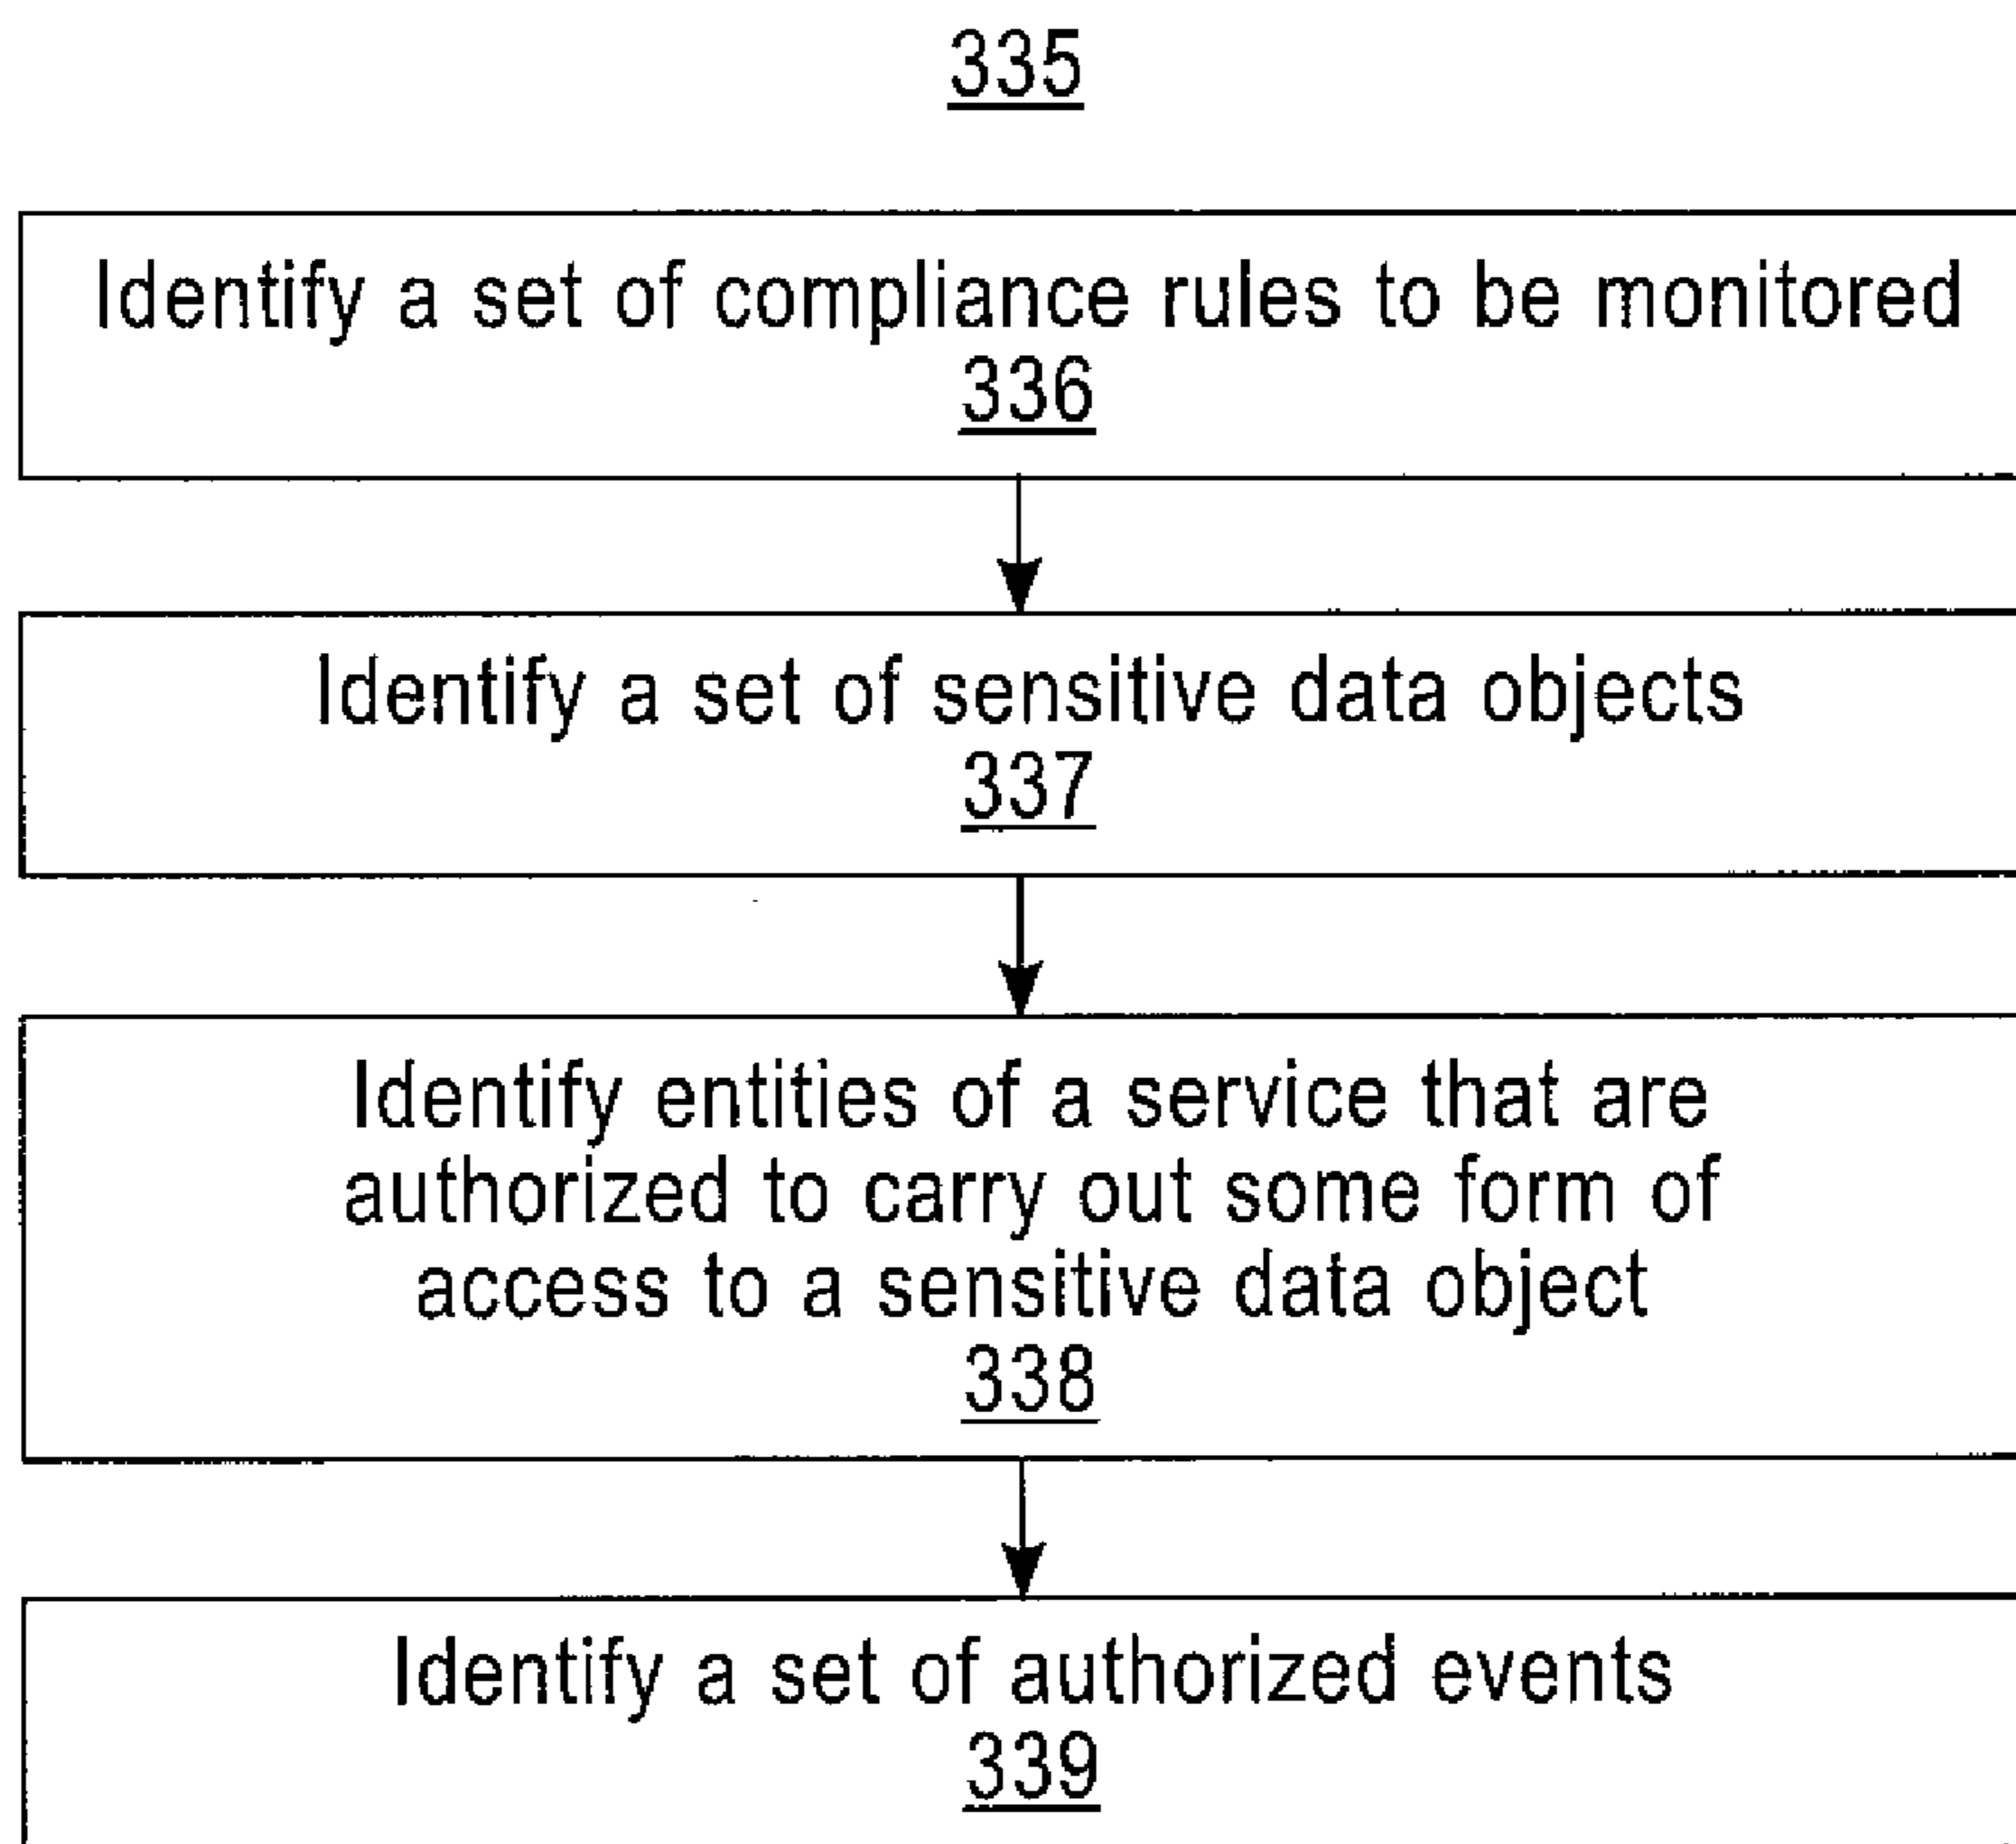 335
Identify a set of compliance rules to be monitored
336
Identify a set of sensitive data objects
337
Identify entities of a service that are
authorized to carry out some form of
access to a sensitive data object
338
Identify a set of authorized events
339